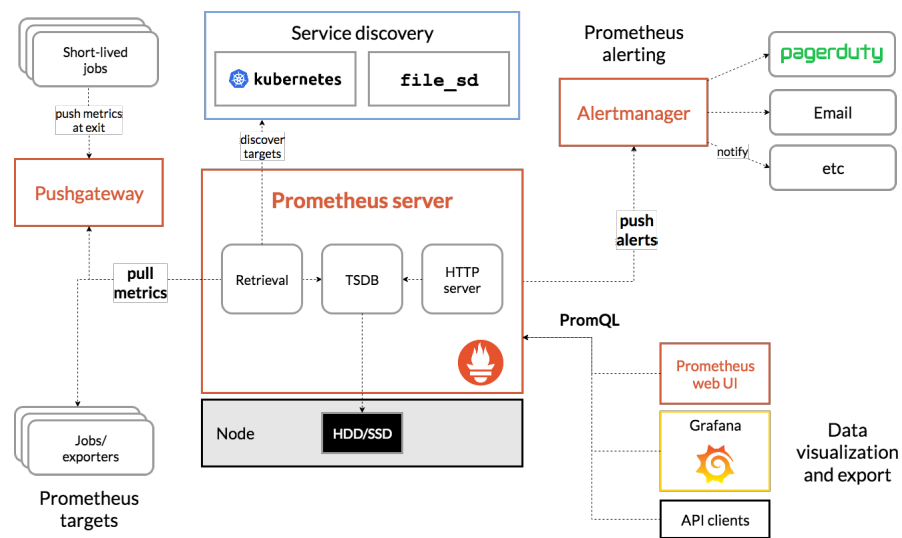 Short-lived
jobs
push metrics
at exit
Pushgateway
Service discovery
kubernetes
file_sd
discover
targets
Prometheus
alerting
Alertmanager
pagerduty
Email
notify
etc
Prometheus server
Retrieval
TSDB
HTTP
server
pull
metrics
push
alerts
PromQL
Node
HDD/SSD
Jobs/
exporters
Prometheus
targets
Prometheus
web UI
Grafana
API clients
Data
visualization
and export